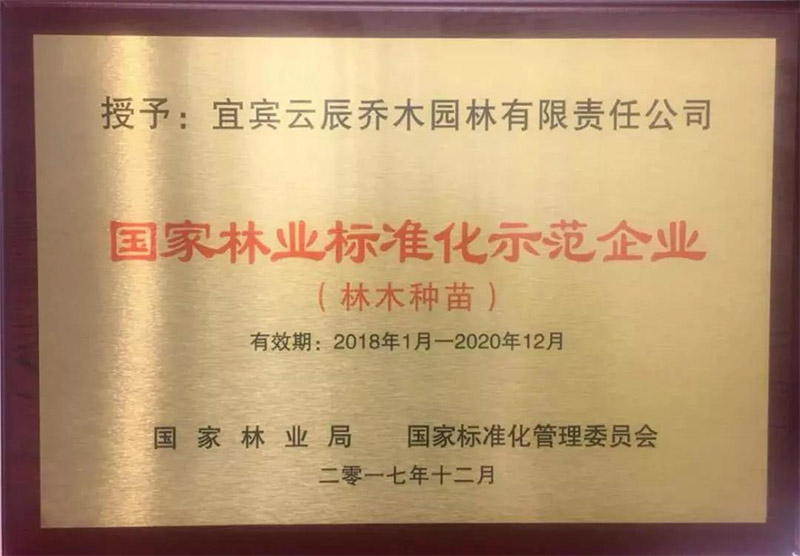 授予：宜宾云辰乔木园林有限责任公司
国家林业标准化示范企业
（林木种苗）
有效期：2018年1月—2020年12月
国家林业局 国家标准化管理委员会
二零一七年十二月